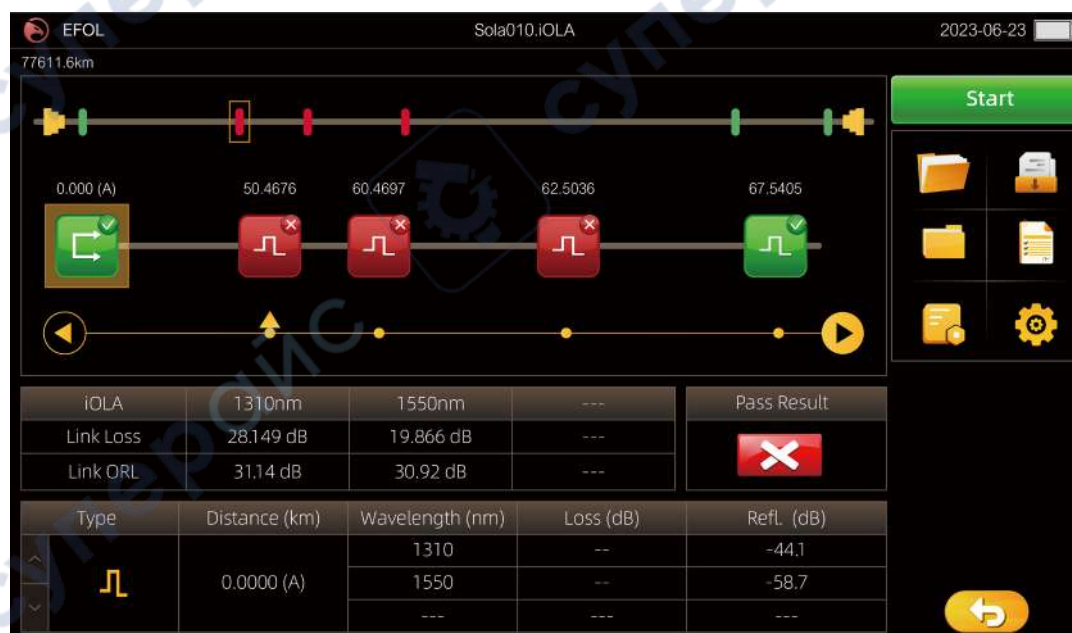 EFOL Sola010.iOLA 2023-06-23
77611.6km
Start
0.000 (A) 50.4676 60.4697 62.5036 67.5405
iOLA 1310nm 1550nm --- Pass Result
Link Loss 28.149 dB 19.866 dB ---
Link ORL 31.14 dB 30.92 dB ---
Type Distance (km) Wavelength (nm) Loss (dB) Refl. (dB)
1310 -- -44.1
0.0000 (A) 1550 -- -58.7
--- --- ---
суперайс